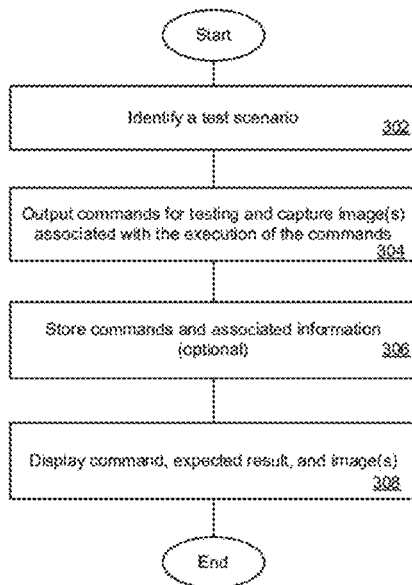 Start
Identify a test scenario
302
Output commands for testing and capture image(s)
associated with the execution of the commands
304
Store commands and associated information
(optional)
306
Display command, expected result, and image(s)
308
End